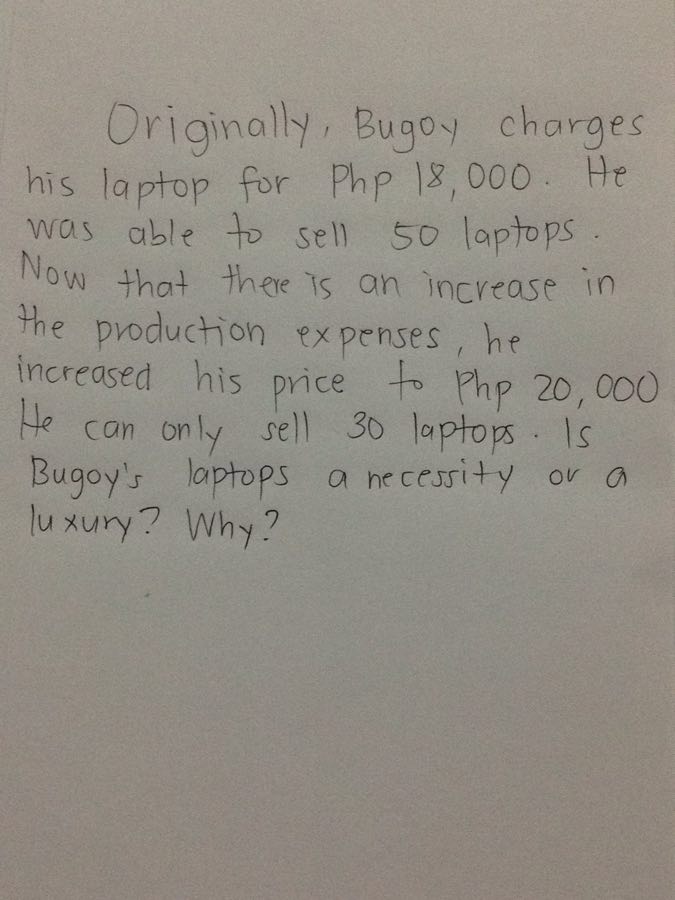 Originally, Bugoy charges
his laptop for Php 18,000. He
was able to sell 50 laptops.
Now that there is an increase in
the production expenses, he
increased his price to Php 20,000
He can only sell 30 laptops. Is
Bugoy's laptops a necessity or a
luxury? Why?